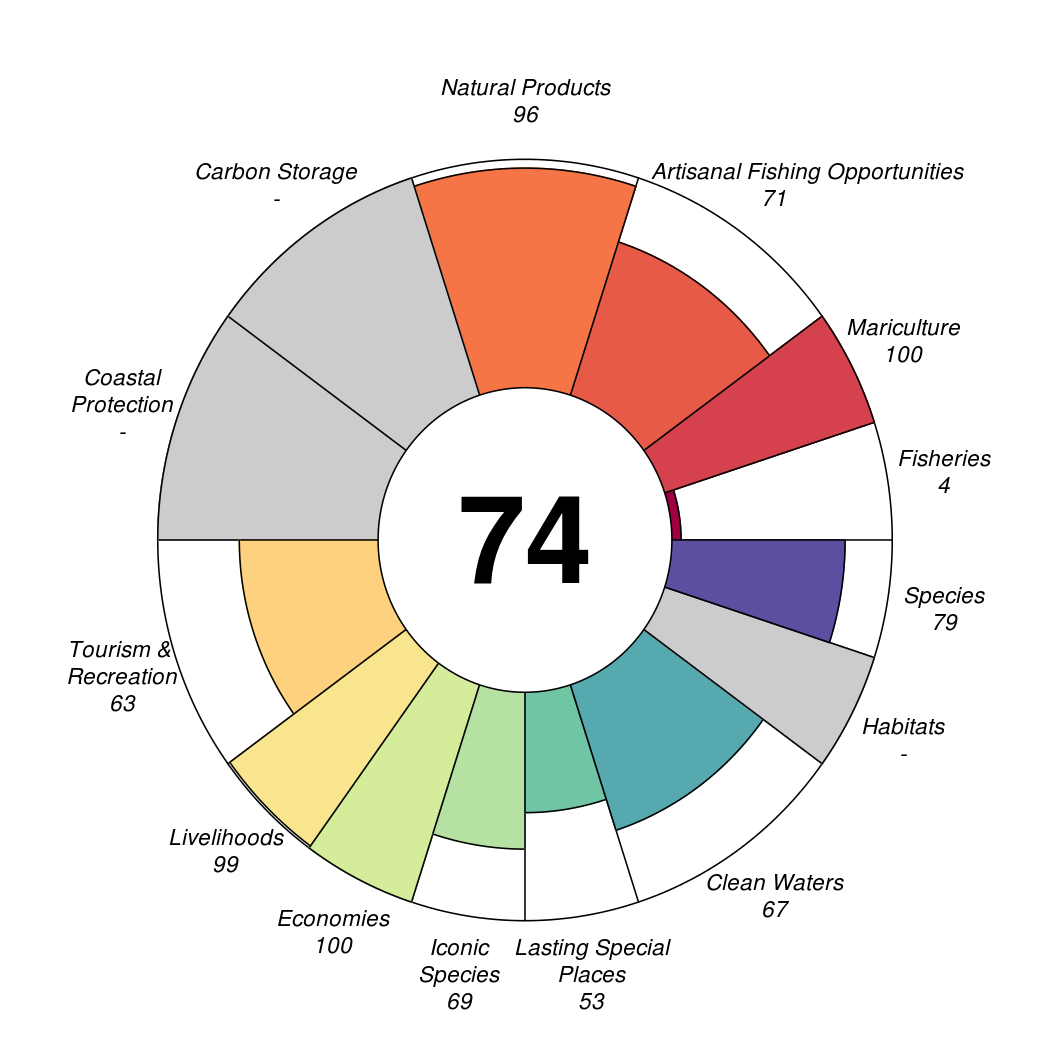 Natural Products
96
Carbon Storage
-
Artisanal Fishing Opportunities
71
Mariculture
100
Coastal
Protection
-
Fisheries
4
74
Species
79
Tourism &
Recreation
63
Habitats
-
Livelihoods
99
Clean Waters
67
Economies
100
Iconic
Species
69
Lasting Special
Places
53